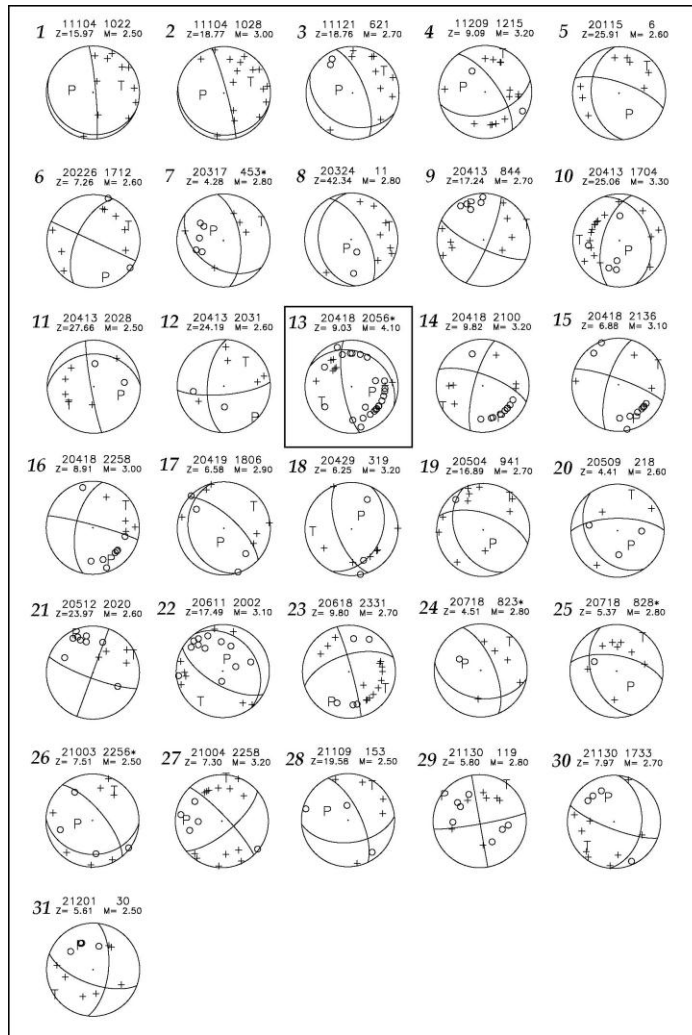 1 11104 1022
Z=15.97 M= 2.50
T
P
2 11104 1028
Z=18.77 M= 3.00
T
P
3 11121 621
Z=18.76 M= 2.70
T
P
4 11209 1215
Z= 9.09 M= 3.20
T
P
5 20115 6
Z=25.91 M= 2.60
T
P
6 20226 1712
Z= 7.26 M= 2.60
T
P
7 20317 453*
Z= 4.28 M= 2.80
T
P
8 20324 11
Z=42.34 M= 2.80
T
P
9 20413 844
Z=17.24 M= 2.70
P
T
10 20413 1704
Z=25.06 M= 3.30
T
P
11 20413 2028
Z=27.66 M= 2.50
P
T
12 20413 2031
Z=24.19 M= 2.60
T
P
13 20418 2056*
Z= 9.03 M= 4.10
T
P
14 20418 2100
Z= 9.82 M= 3.20
T
P
15 20418 2136
Z= 6.88 M= 3.10
T
P
16 20418 2258
Z= 8.91 M= 3.00
T
P
17 20419 1806
Z= 6.58 M= 2.90
T
P
18 20429 319
Z= 6.25 M= 3.20
P
T
19 20504 941
Z=16.89 M= 2.70
T
P
20 20509 218
Z= 4.41 M= 2.60
T
P
21 20512 2020
Z=23.97 M= 2.60
P
T
22 20611 2002
Z=17.49 M= 3.10
P
T
23 20618 2331
Z= 9.80 M= 2.70
T
P
24 20718 823*
Z= 4.51 M= 2.80
T
P
25 20718 828*
Z= 5.37 M= 2.80
T
P
26 21003 2256*
Z= 7.51 M= 2.50
T
P
27 21004 2258
Z= 7.30 M= 3.20
T
P
28 21109 153
Z=19.58 M= 2.50
T
P
29 21130 119
Z= 5.80 M= 2.80
T
P
30 21130 1733
Z= 7.97 M= 2.70
P
T
31 21201 30
Z= 5.61 M= 2.50
P
T